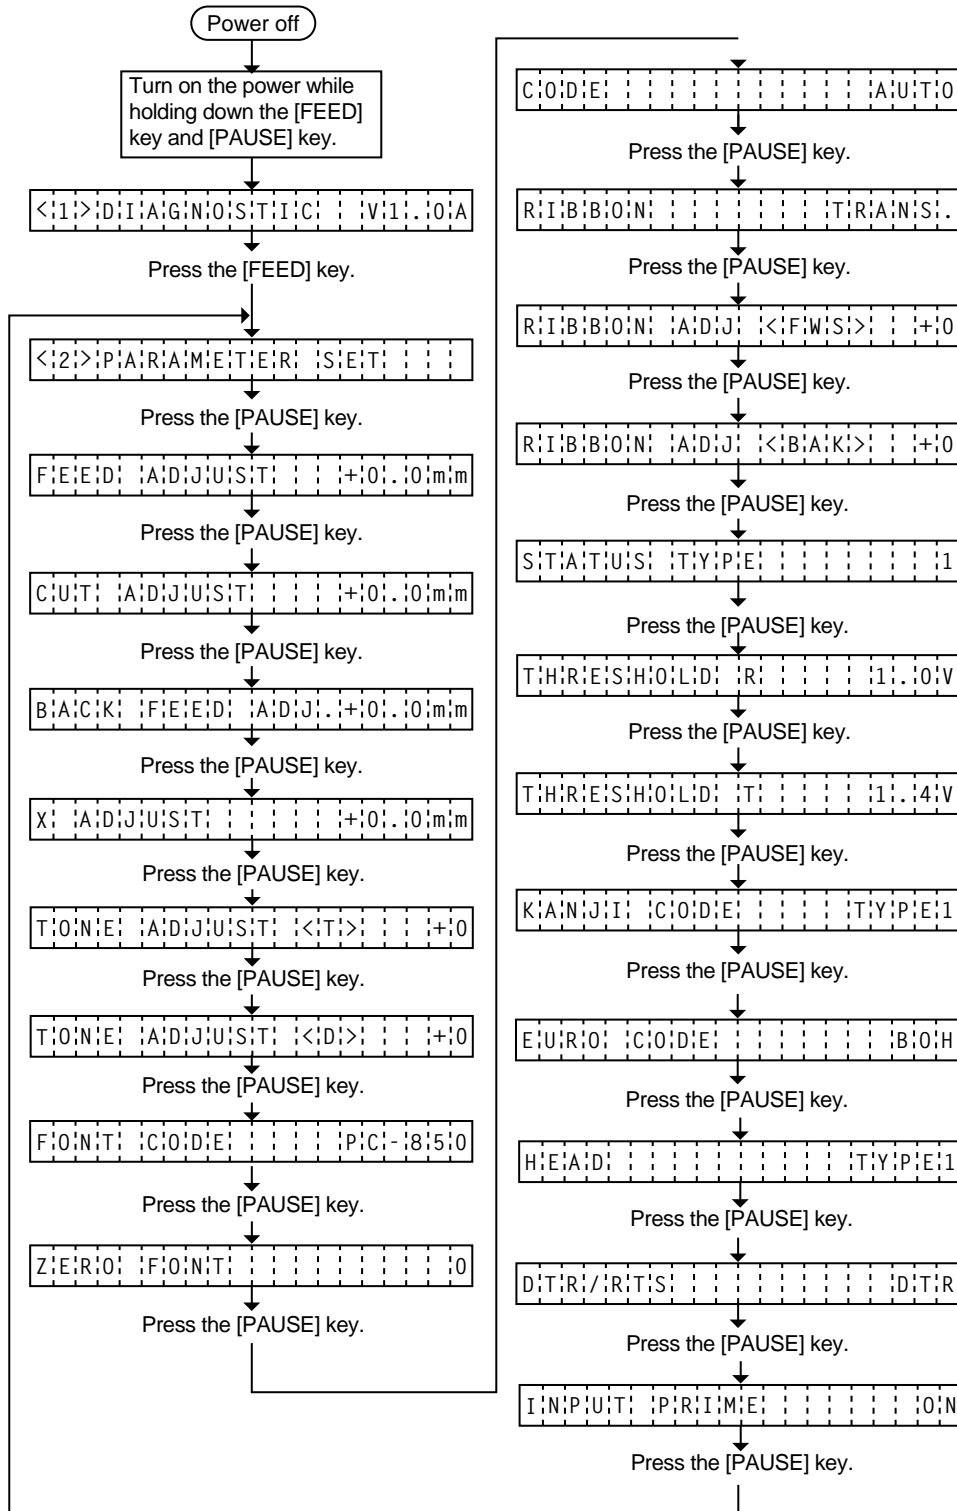 Power off
Turn on the power while
holding down the [FEED]
key and [PAUSE] key.
<1>DIAGNOSTIC  V1.0A
Press the [FEED] key.
<2>PARAMETER SET
Press the [PAUSE] key.
FEED ADJUST   +0.0mm
Press the [PAUSE] key.
CUT ADJUST    +0.0mm
Press the [PAUSE] key.
BACK FEED ADJ.+0.0mm
Press the [PAUSE] key.
X ADJUST      +0.0mm
Press the [PAUSE] key.
TONE ADJUST <T>   +0
Press the [PAUSE] key.
TONE ADJUST <D>   +0
Press the [PAUSE] key.
FONT CODE     PC-850
Press the [PAUSE] key.
ZERO FONT          0
Press the [PAUSE] key.
CODE            AUTO
Press the [PAUSE] key.
RIBBON        TRANS.
Press the [PAUSE] key.
RIBBON ADJ <FWS>  +0
Press the [PAUSE] key.
RIBBON ADJ <BAK>  +0
Press the [PAUSE] key.
STATUS TYPE        1
Press the [PAUSE] key.
THRESHOLD R     1.0V
Press the [PAUSE] key.
THRESHOLD T     1.4V
Press the [PAUSE] key.
KANJI CODE     TYPE1
Press the [PAUSE] key.
EURO CODE        B0H
Press the [PAUSE] key.
HEAD           TYPE1
Press the [PAUSE] key.
DTR/RTS          DTR
Press the [PAUSE] key.
INPUT PRIME       ON
Press the [PAUSE] key.